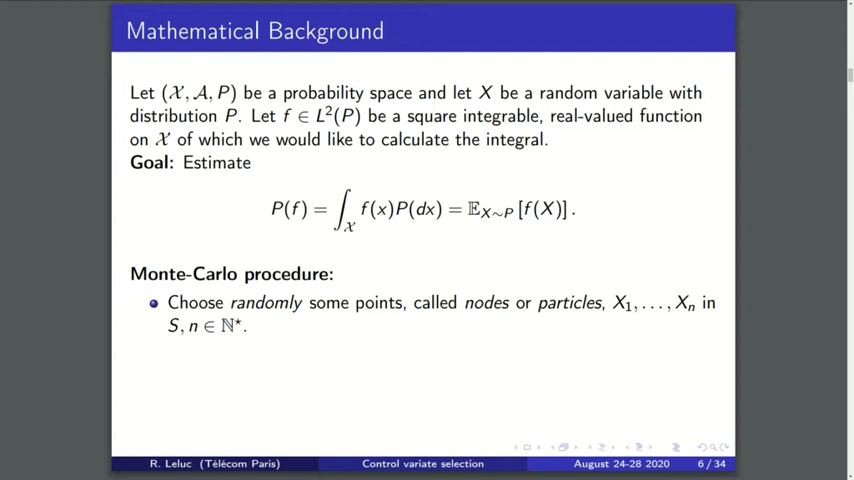 Mathematical Background
Let (𝒳, 𝒜, P) be a probability space and let X be a random variable with
distribution P. Let f ∈ L²(P) be a square integrable, real-valued function
on 𝒳 of which we would like to calculate the integral.
Goal: Estimate
P(f) = ∫_𝒳 f(x)P(dx) = 𝔼_{X∼P} [f(X)] .
Monte-Carlo procedure:
Choose randomly some points, called nodes or particles, X₁, . . . , Xₙ in
S, n ∈ ℕ⋆.
R. Leluc (Télécom Paris) Control variate selection August 24-28 2020 6 / 34